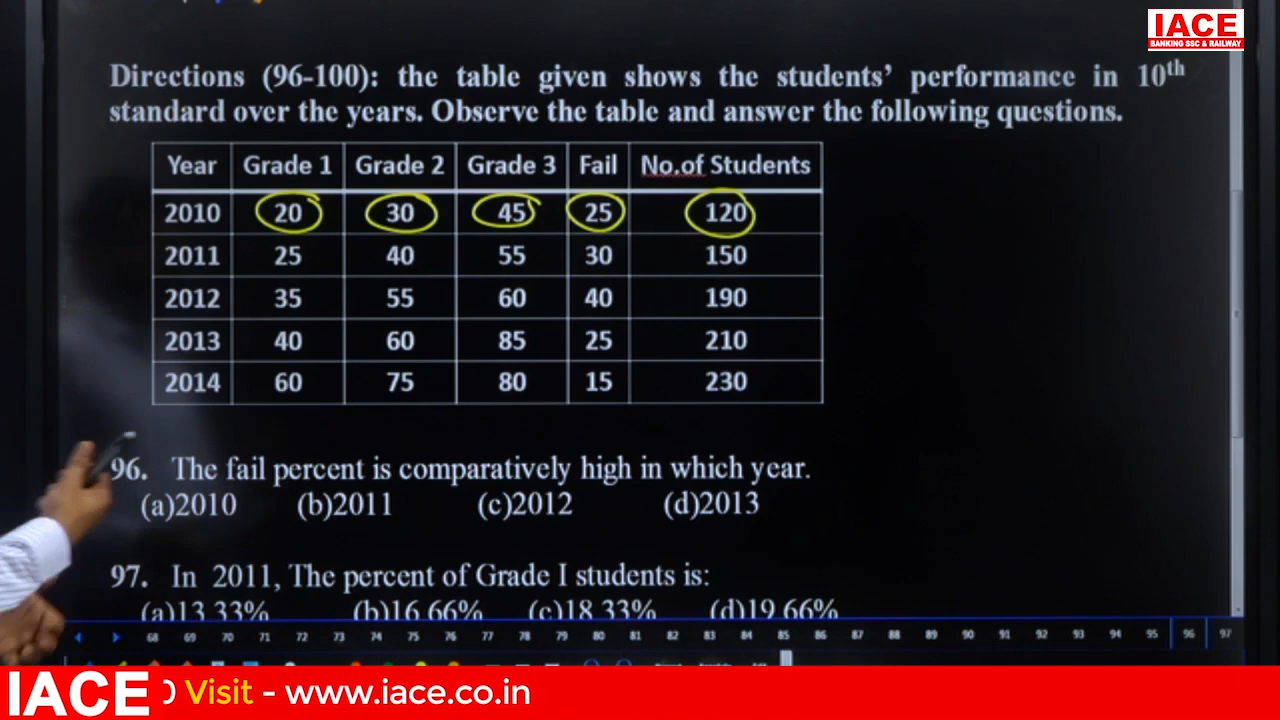 IACE
BANKING SSC & RAILWAY
Directions (96-100): the table given shows the students’ performance in 10th
standard over the years. Observe the table and answer the following questions.
Year Grade 1 Grade 2 Grade 3 Fail No.of Students
2010 20 30 45 25 120
2011 25 40 55 30 150
2012 35 55 60 40 190
2013 40 60 85 25 210
2014 60 75 80 15 230
96. The fail percent is comparatively high in which year.
(a)2010 (b)2011 (c)2012 (d)2013
97. In 2011, The percent of Grade I students is:
(a)13.33% (b)16.66% (c)18.33% (d)19.66%
68 69 70 71 72 73 74 75 76 77 78 79 80 81 82 83 84 85 86 87 88 89 90 91 92 93 94 95 96 97
IACE Visit - www.iace.co.in